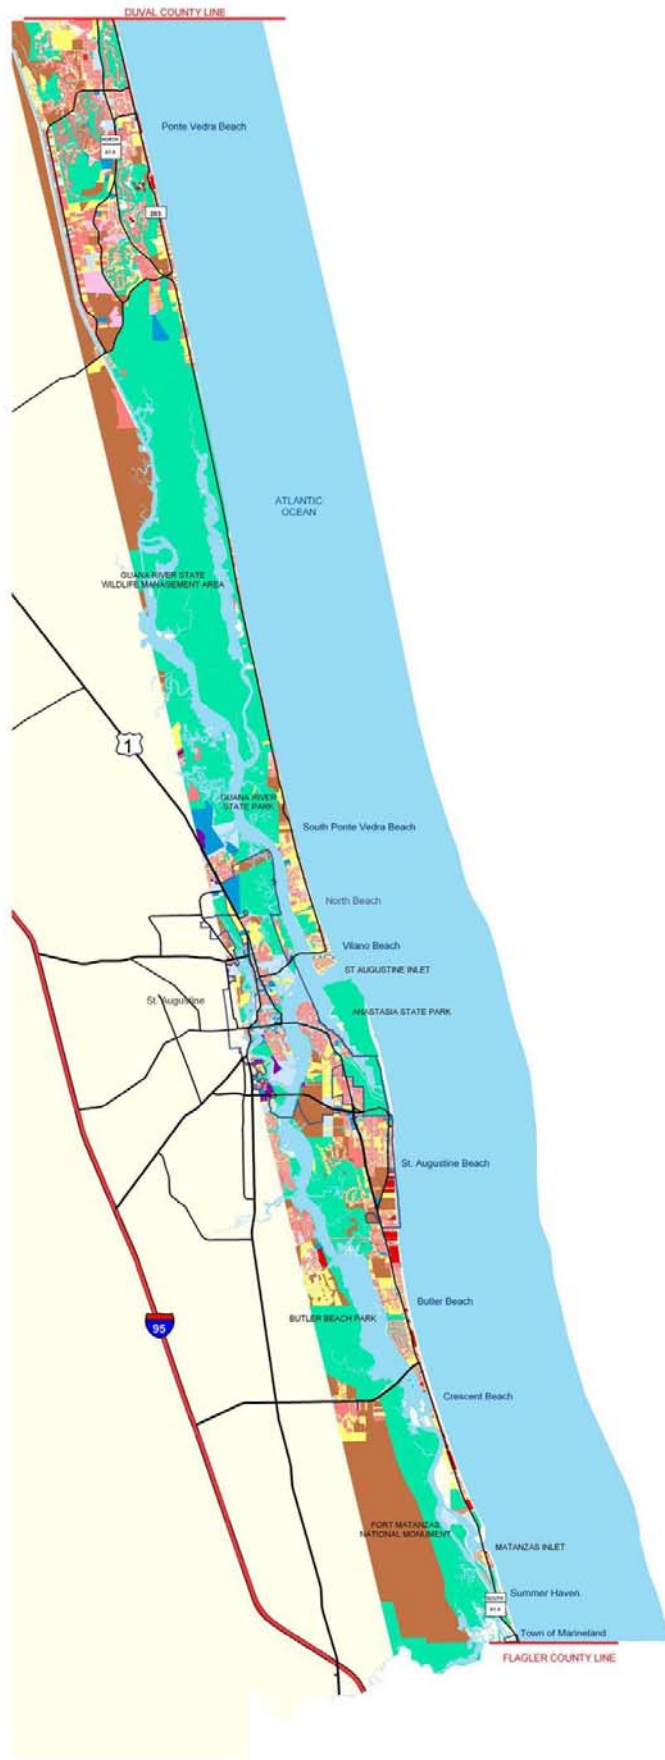 DUVAL COUNTY LINE
Ponte Vedra Beach
NORTH
A1A
203
ATLANTIC
OCEAN
GUANA RIVER STATE
WILDLIFE MANAGEMENT AREA
1
GUANA RIVER
STATE PARK
South Ponte Vedra Beach
North Beach
Vilano Beach
ST AUGUSTINE INLET
St. Augustine
ANASTASIA STATE PARK
St. Augustine Beach
Butler Beach
BUTLER BEACH PARK
95
Crescent Beach
FORT MATANZAS
NATIONAL MONUMENT
MATANZAS INLET
Summer Haven
SOUTH
A1A
Town of Marineland
FLAGLER COUNTY LINE